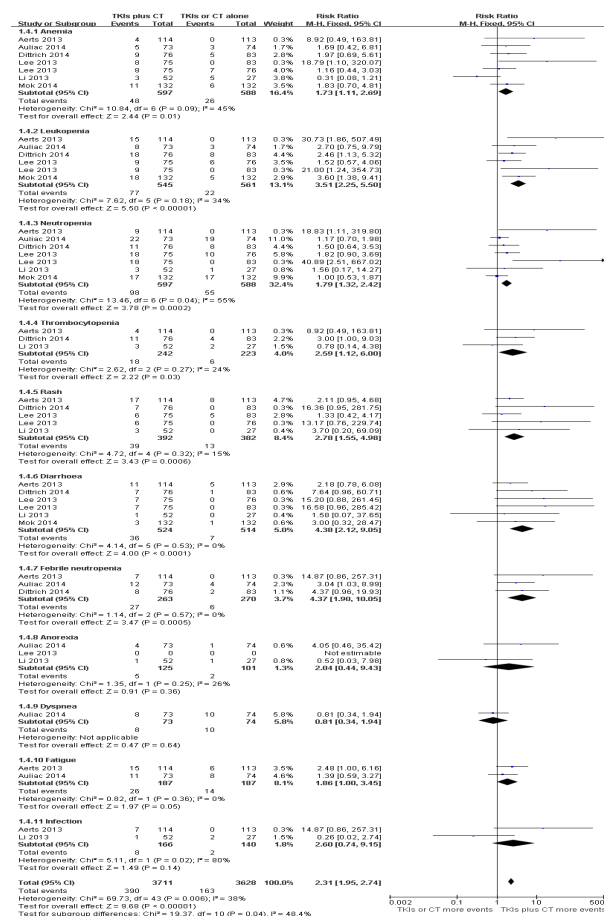 TKIs plus CT TKIs or CT alone Risk Ratio Risk Ratio
Study or Subgroup Events Total Events Total Weight M-H, Fixed, 95% CI M-H, Fixed, 95% CI
1.4.1 Anemia
Aerts 2013 4 114 0 113 0.3% 8.92 [0.49, 163.81]
Auliac 2014 5 73 3 74 1.6% 1.69 [0.42, 6.81]
Dittrich 2014 9 76 5 83 2.6% 1.97 [0.69, 5.61]
Lee 2013 8 75 0 83 0.3% 18.79 [1.10, 320.07]
Lee 2013 8 75 7 76 3.8% 1.16 [0.44, 3.03]
Li 2013 3 52 5 27 3.6% 0.31 [0.08, 1.21]
Mok 2014 11 132 6 132 3.3% 1.83 [0.70, 4.81]
Subtotal (95% CI) 597 588 16.4% 1.73 [1.11, 2.69]
Total events 48 26
Heterogeneity: Chi² = 10.84, df = 6 (P = 0.09); I² = 45%
Test for overall effect: Z = 2.44 (P = 0.01)
1.4.2 Leukopenia
Aerts 2013 15 114 0 113 0.3% 30.73 [1.86, 507.49]
Auliac 2014 8 73 3 74 1.6% 2.70 [0.75, 9.79]
Dittrich 2014 18 76 8 83 4.2% 2.46 [1.13, 5.32]
Lee 2013 9 75 6 76 3.3% 1.52 [0.57, 4.06]
Lee 2013 9 75 0 83 0.3% 21.00 [1.24, 354.73]
Mok 2014 18 132 5 132 2.7% 3.60 [1.38, 9.41]
Subtotal (95% CI) 545 561 13.1% 3.51 [2.25, 5.50]
Total events 77 22
Heterogeneity: Chi² = 7.62, df = 5 (P = 0.18); I² = 34%
Test for overall effect: Z = 5.50 (P < 0.00001)
1.4.3 Neutropenia
Aerts 2013 9 114 0 113 0.3% 18.83 [1.11, 319.80]
Auliac 2014 22 73 19 74 10.4% 1.17 [0.70, 1.98]
Dittrich 2014 11 76 8 83 4.2% 1.50 [0.64, 3.53]
Lee 2013 18 75 10 76 5.5% 1.82 [0.90, 3.69]
Lee 2013 18 75 0 83 0.3% 40.89 [2.51, 667.02]
Li 2013 3 52 1 27 0.7% 1.56 [0.17, 14.27]
Mok 2014 17 132 17 132 9.4% 1.00 [0.53, 1.87]
Subtotal (95% CI) 597 588 32.4% 1.79 [1.32, 2.42]
Total events 98 55
Heterogeneity: Chi² = 13.46, df = 6 (P = 0.04); I² = 55%
Test for overall effect: Z = 3.78 (P = 0.0002)
1.4.4 Thrombocytopenia
Aerts 2013 4 114 0 113 0.3% 8.92 [0.49, 163.81]
Dittrich 2014 11 76 4 83 2.1% 3.00 [1.00, 9.03]
Li 2013 3 52 2 27 1.5% 0.78 [0.14, 4.38]
Subtotal (95% CI) 242 223 4.0% 2.59 [1.12, 6.00]
Total events 18 6
Heterogeneity: Chi² = 2.62, df = 2 (P = 0.27); I² = 24%
Test for overall effect: Z = 2.22 (P = 0.03)
1.4.5 Rash
Aerts 2013 17 114 8 113 4.4% 2.11 [0.95, 4.68]
Dittrich 2014 7 76 0 83 0.3% 16.36 [0.95, 281.75]
Lee 2013 6 75 5 83 2.6% 1.33 [0.42, 4.17]
Lee 2013 6 75 0 76 0.3% 13.17 [0.76, 229.74]
Li 2013 3 52 0 27 0.4% 3.70 [0.20, 69.09]
Subtotal (95% CI) 392 382 8.0% 2.78 [1.55, 4.98]
Total events 39 13
Heterogeneity: Chi² = 4.72, df = 4 (P = 0.32); I² = 15%
Test for overall effect: Z = 3.43 (P = 0.0006)
1.4.6 Diarrhoea
Aerts 2013 11 114 5 113 2.9% 2.18 [0.78, 6.08]
Dittrich 2014 7 76 1 83 0.5% 7.64 [0.96, 60.71]
Lee 2013 7 75 0 76 0.3% 15.20 [0.88, 261.45]
Lee 2013 7 75 0 83 0.3% 16.58 [0.96, 285.42]
Li 2013 1 52 0 27 0.4% 1.58 [0.07, 37.65]
Mok 2014 3 132 1 132 0.5% 3.00 [0.32, 28.47]
Subtotal (95% CI) 524 514 4.8% 4.38 [2.12, 9.05]
Total events 36 7
Heterogeneity: Chi² = 4.14, df = 5 (P = 0.53); I² = 0%
Test for overall effect: Z = 4.00 (P < 0.0001)
1.4.7 Febrile neutropenia
Aerts 2013 7 114 0 113 0.3% 14.87 [0.86, 257.31]
Auliac 2014 12 73 4 74 2.2% 3.04 [1.03, 8.99]
Dittrich 2014 8 76 2 83 1.1% 4.37 [0.96, 19.93]
Subtotal (95% CI) 263 270 3.7% 4.37 [1.90, 10.05]
Total events 27 6
Heterogeneity: Chi² = 1.14, df = 2 (P = 0.57); I² = 0%
Test for overall effect: Z = 3.47 (P = 0.0005)
1.4.8 Anorexia
Auliac 2014 4 73 1 74 0.6% 4.05 [0.46, 35.42]
Lee 2013 0 0 0 0 Not estimable
Li 2013 1 52 1 27 0.8% 0.52 [0.03, 7.98]
Subtotal (95% CI) 125 101 1.3% 2.04 [0.44, 9.43]
Total events 5 2
Heterogeneity: Chi² = 1.35, df = 1 (P = 0.25); I² = 26%
Test for overall effect: Z = 0.91 (P = 0.36)
1.4.9 Dyspnea
Auliac 2014 8 73 10 74 5.8% 0.81 [0.34, 1.94]
Subtotal (95% CI) 73 74 5.8% 0.81 [0.34, 1.94]
Total events 8 10
Heterogeneity: Not applicable
Test for overall effect: Z = 0.47 (P = 0.64)
1.4.10 Fatigue
Aerts 2013 15 114 6 113 3.5% 2.48 [1.00, 6.16]
Auliac 2014 11 73 8 74 4.6% 1.39 [0.59, 3.27]
Subtotal (95% CI) 187 187 8.1% 1.86 [1.00, 3.45]
Total events 26 14
Heterogeneity: Chi² = 0.82, df = 1 (P = 0.36); I² = 0%
Test for overall effect: Z = 1.97 (P = 0.05)
1.4.11 Infection
Aerts 2013 7 114 0 113 0.3% 14.87 [0.86, 257.31]
Li 2013 1 52 2 27 1.5% 0.26 [0.02, 2.74]
Subtotal (95% CI) 166 140 1.8% 2.60 [0.74, 9.15]
Total events 8 2
Heterogeneity: Chi² = 5.11, df = 1 (P = 0.02); I² = 80%
Test for overall effect: Z = 1.49 (P = 0.14)
Total (95% CI) 3711 3628 100.0% 2.31 [1.95, 2.74]
Total events 390 163
Heterogeneity: Chi² = 69.73, df = 43 (P = 0.006); I² = 38%
Test for overall effect: Z = 9.68 (P < 0.00001)
Test for subgroup differences: Chi² = 19.37, df = 10 (P = 0.04), I² = 48.4%
0.002 0.1 1 10 500
TKIs or CT more events TKIs plus CT more events